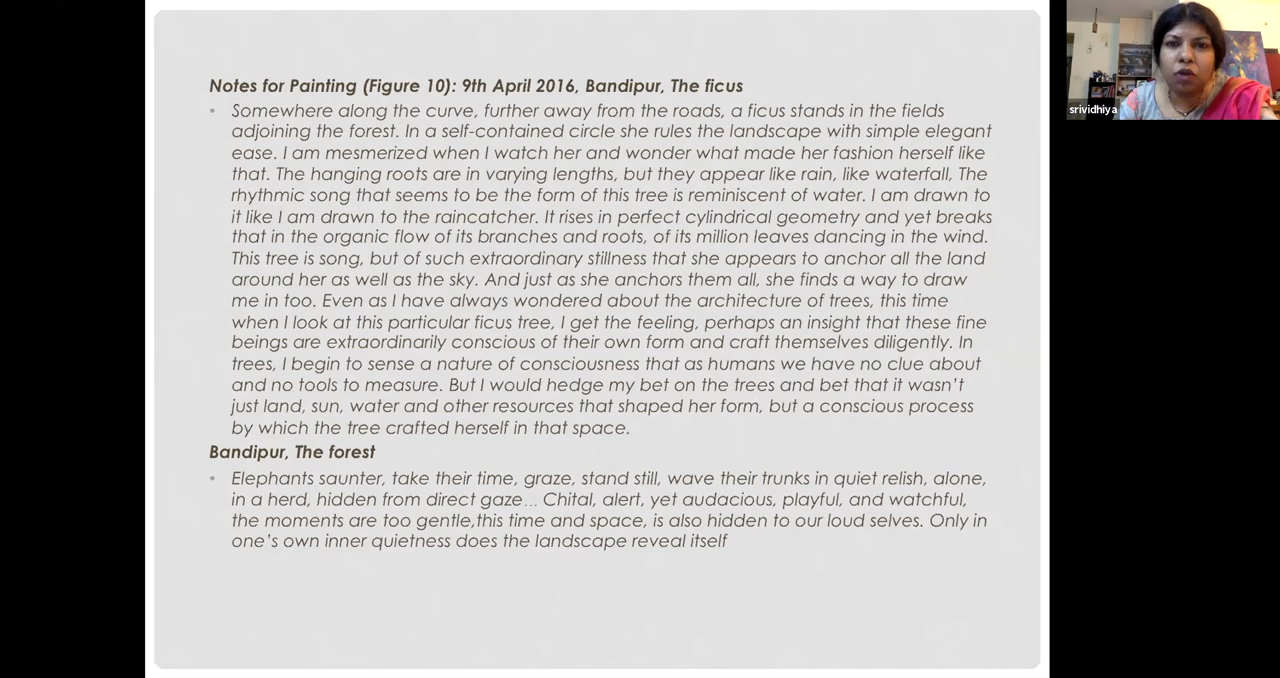 Notes for Painting (Figure 10): 9th April 2016, Bandipur, The ficus
• Somewhere along the curve, further away from the roads, a ficus stands in the fields
adjoining the forest. In a self-contained circle she rules the landscape with simple elegant
ease. I am mesmerized when I watch her and wonder what made her fashion herself like
that. The hanging roots are in varying lengths, but they appear like rain, like waterfall, The
rhythmic song that seems to be the form of this tree is reminiscent of water. I am drawn to
it like I am drawn to the raincatcher. It rises in perfect cylindrical geometry and yet breaks
that in the organic flow of its branches and roots, of its million leaves dancing in the wind.
This tree is song, but of such extraordinary stillness that she appears to anchor all the land
around her as well as the sky. And just as she anchors them all, she finds a way to draw
me in too. Even as I have always wondered about the architecture of trees, this time
when I look at this particular ficus tree, I get the feeling, perhaps an insight that these fine
beings are extraordinarily conscious of their own form and craft themselves diligently. In
trees, I begin to sense a nature of consciousness that as humans we have no clue about
and no tools to measure. But I would hedge my bet on the trees and bet that it wasn't
just land, sun, water and other resources that shaped her form, but a conscious process
by which the tree crafted herself in that space.
Bandipur, The forest
• Elephants saunter, take their time, graze, stand still, wave their trunks in quiet relish, alone,
in a herd, hidden from direct gaze... Chital, alert, yet audacious, playful, and watchful,
the moments are too gentle,this time and space, is also hidden to our loud selves. Only in
one's own inner quietness does the landscape reveal itself
srividhiya